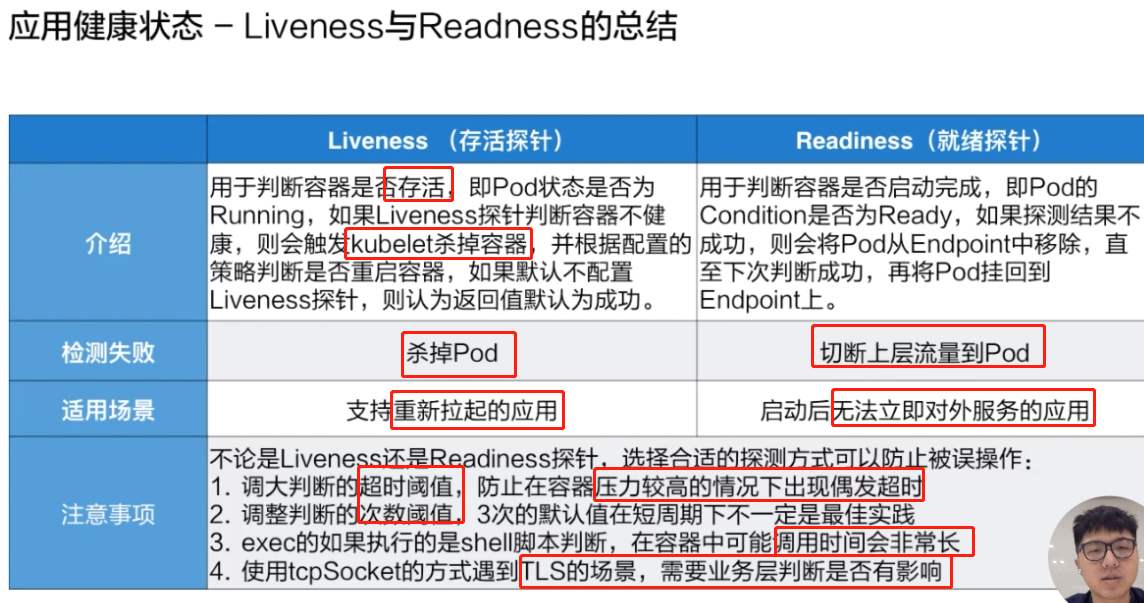 应用健康状态 – Liveness与Readness的总结
Liveness （存活探针）
Readiness（就绪探针）
介绍
用于判断容器是否存活，即Pod状态是否为
Running，如果Liveness探针判断容器不健
康，则会触发kubelet杀掉容器，并根据配置的
策略判断是否重启容器，如果默认不配置
Liveness探针，则认为返回值默认为成功。
用于判断容器是否启动完成，即Pod的
Condition是否为Ready，如果探测结果不
成功，则会将Pod从Endpoint中移除，直
至下次判断成功，再将Pod挂回到
Endpoint上。
检测失败
杀掉Pod
切断上层流量到Pod
适用场景
支持重新拉起的应用
启动后无法立即对外服务的应用
注意事项
不论是Liveness还是Readiness探针，选择合适的探测方式可以防止被误操作：
1. 调大判断的超时阈值，防止在容器压力较高的情况下出现偶发超时
2. 调整判断的次数阈值，3次的默认值在短周期下不一定是最佳实践
3. exec的如果执行的是shell脚本判断，在容器中可能调用时间会非常长
4. 使用tcpSocket的方式遇到TLS的场景，需要业务层判断是否有影响